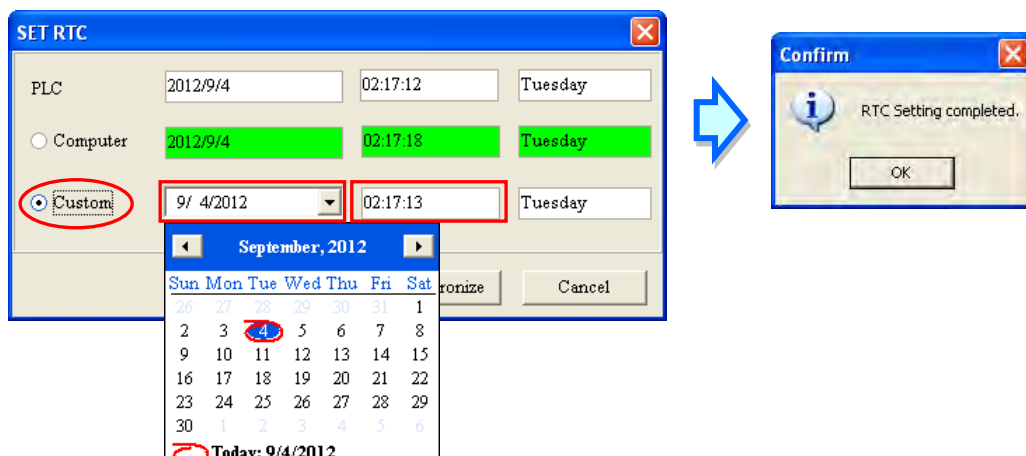 SET RTC
PLC 2012/9/4 02:17:12 Tuesday
Computer 2012/9/4 02:17:18 Tuesday
Custom 9/ 4/2012 02:17:13 Tuesday
September, 2012
Sun Mon Tue Wed Thu Fri Sat
26 27 28 29 30 31 1
2 3 4 5 6 7 8
9 10 11 12 13 14 15
16 17 18 19 20 21 22
23 24 25 26 27 28 29
30 1 2 3 4 5 6
Today: 9/4/2012
ronize Cancel
Confirm
RTC Setting completed.
OK